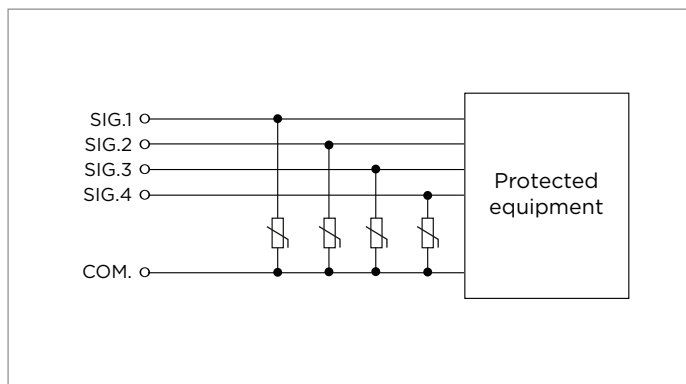 SIG.1
SIG.2
SIG.3
SIG.4
COM.
Protected
equipment